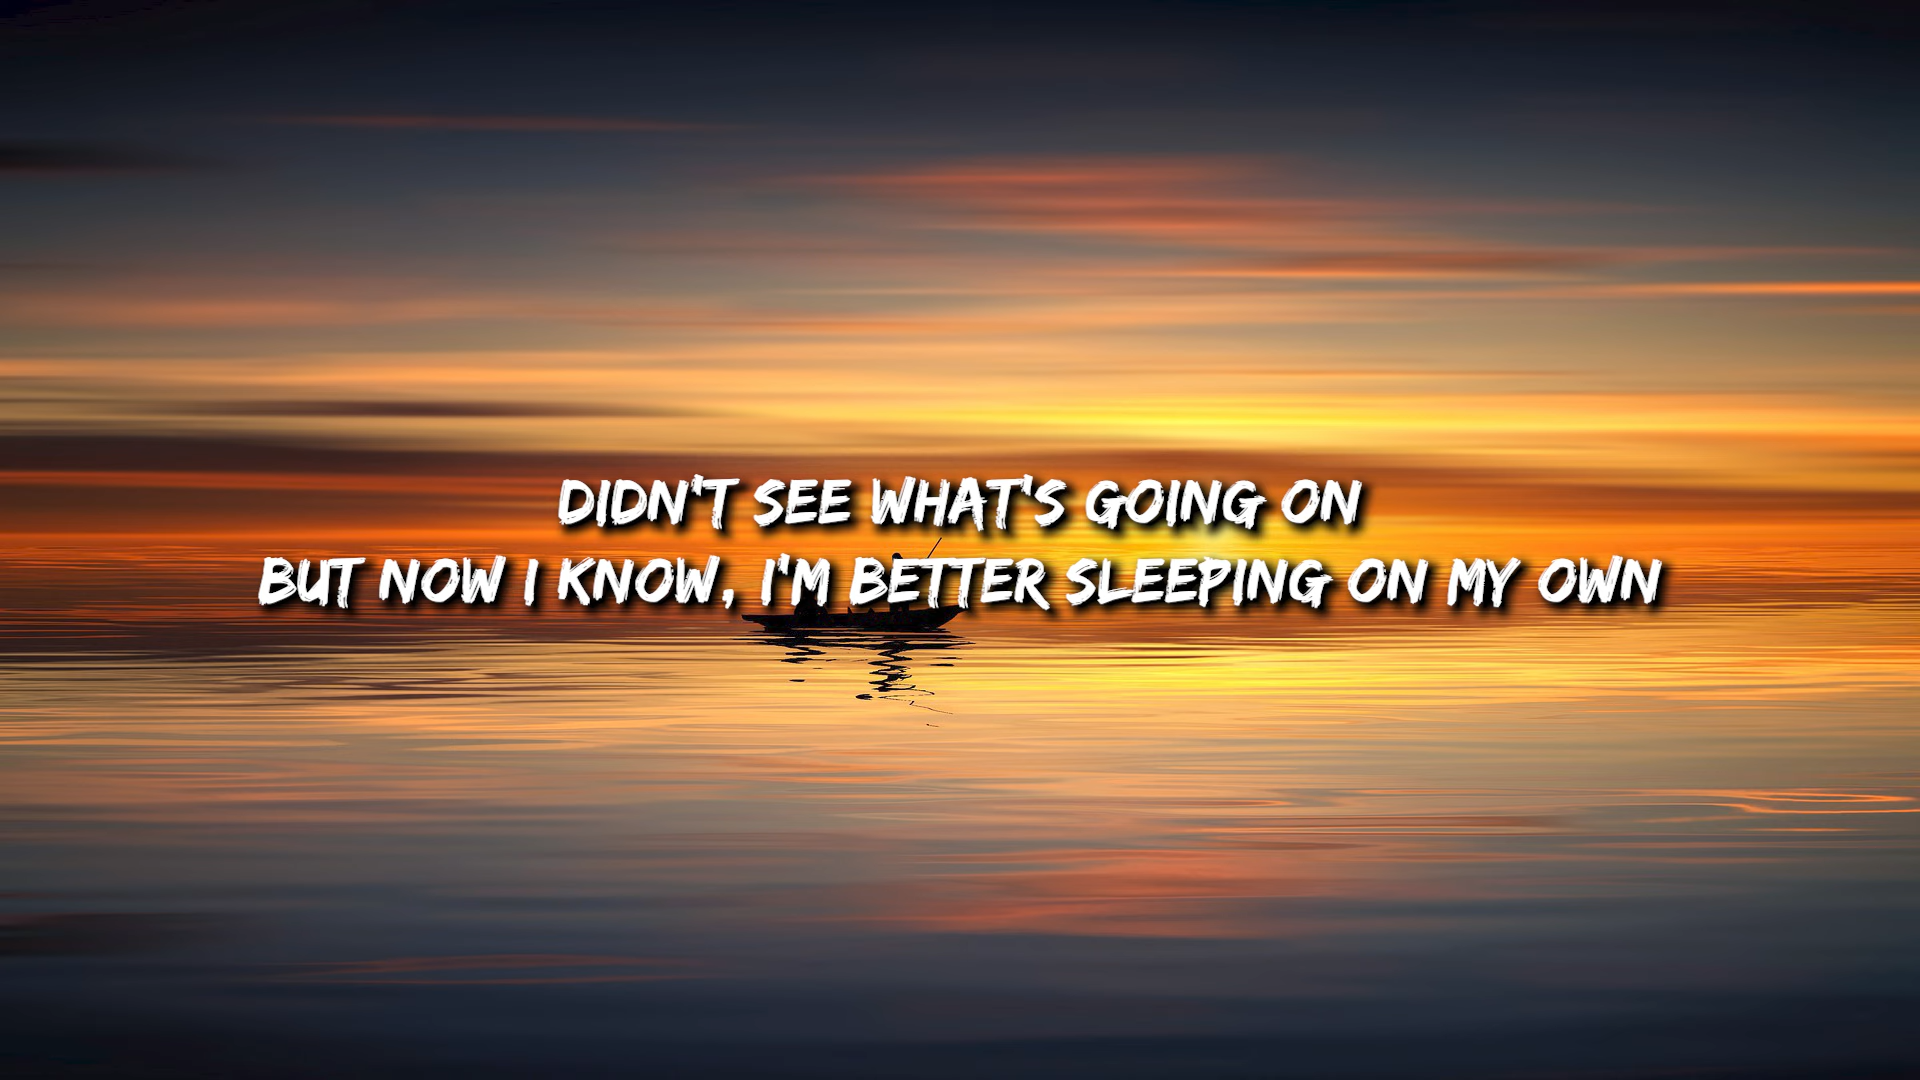 DIDN'T SEE WHAT'S GOING ON
BUT NOW I KNOW, I'M BETTER SLEEPING ON MY OWN